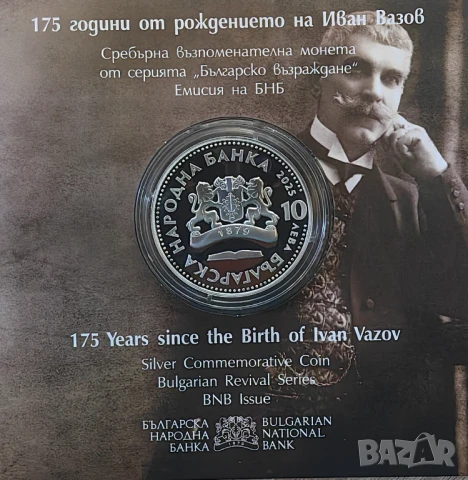 175 години от рождението на Иван Вазов
Сребърна възпоменателна монета
от серията „Българско възраждане“
Емисия на БНБ
БЪЛГАРСКА НАРОДНА БАНКА
2025
10
ЛЕВА
1879
175 Years since the Birth of Ivan Vazov
Silver Commemorative Coin
Bulgarian Revival Series
BNB Issue
БЪЛГАРСКА
НАРОДНА
БАНКА
BULGARIAN
NATIONAL
BANK
BAZAR